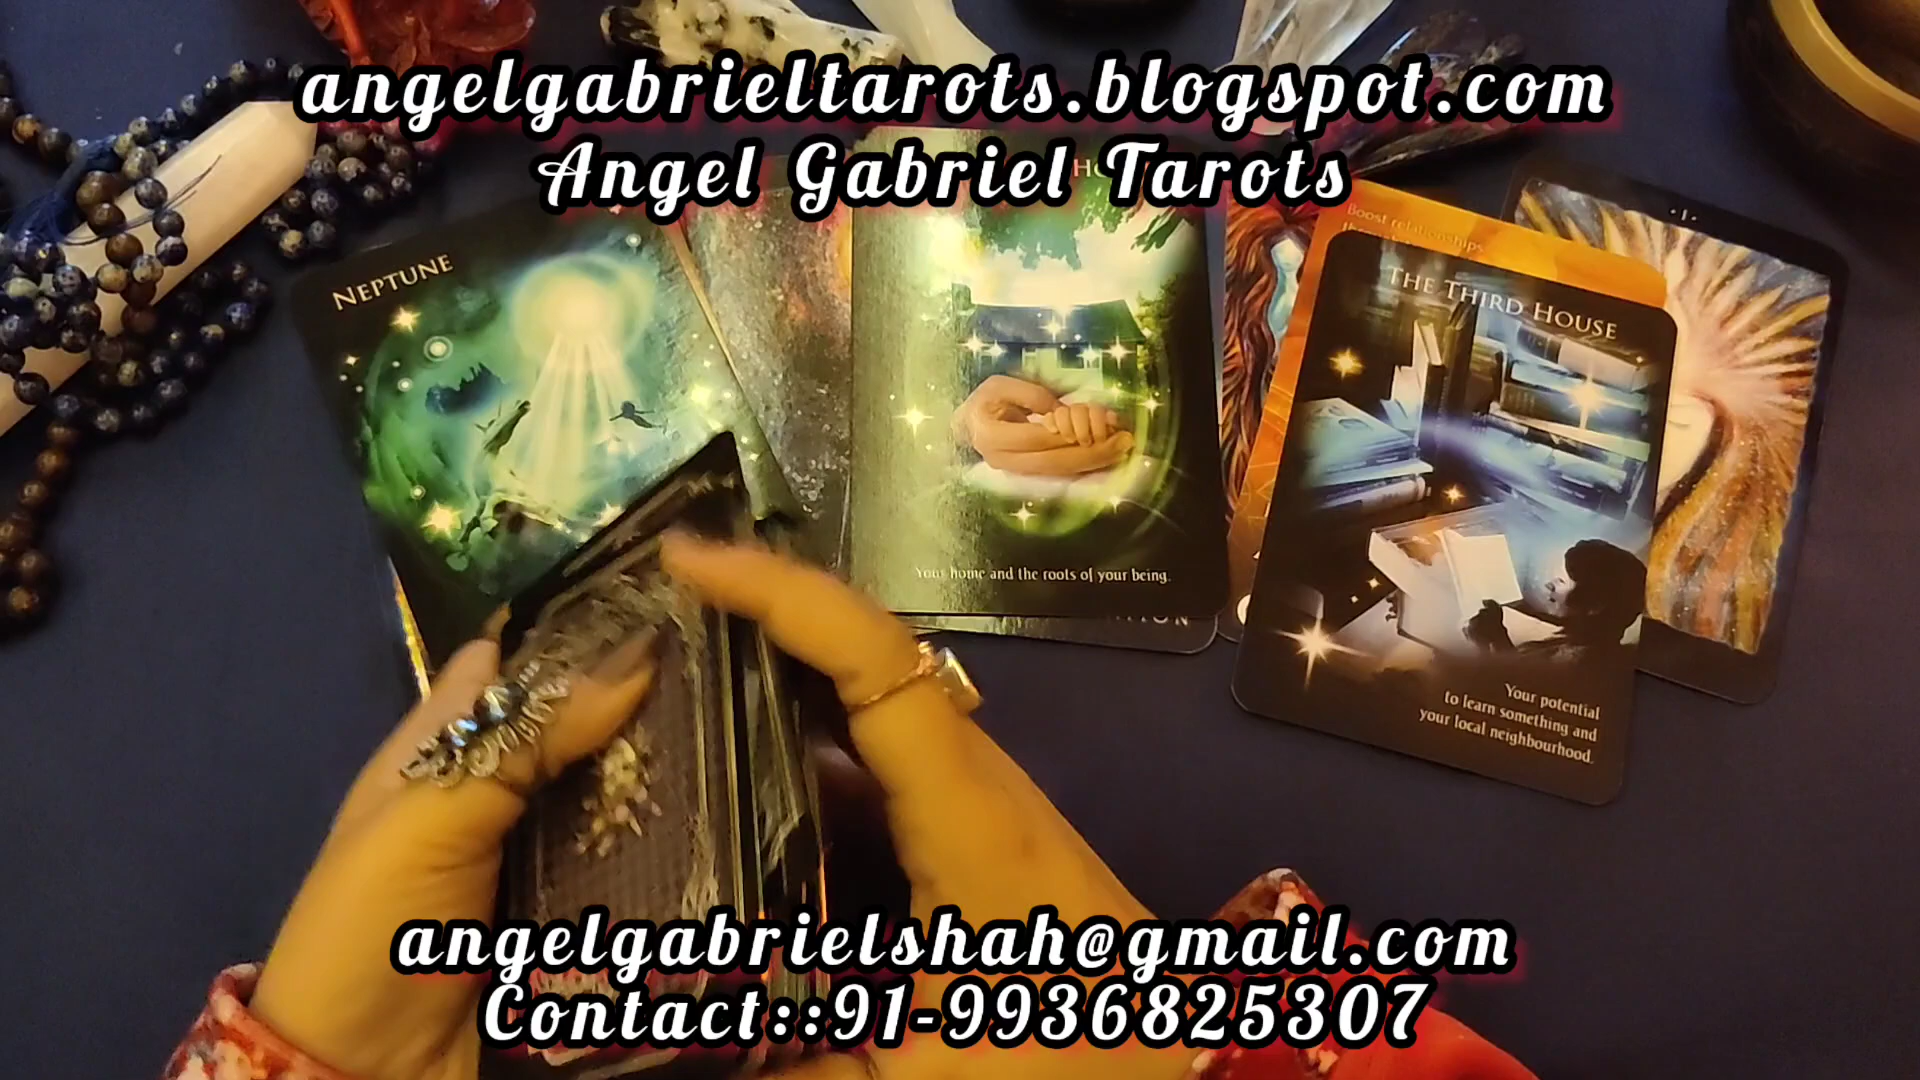 angelgabrieltarots.blogspot.com
Angel Gabriel Tarots
NEPTUNE
Boost relationships
THE THIRD HOUSE
Your home and the roots of your being.
Your potential
to learn something and
your local neighbourhood.
angelgabrielshah@gmail.com
Contact::91-9936825307